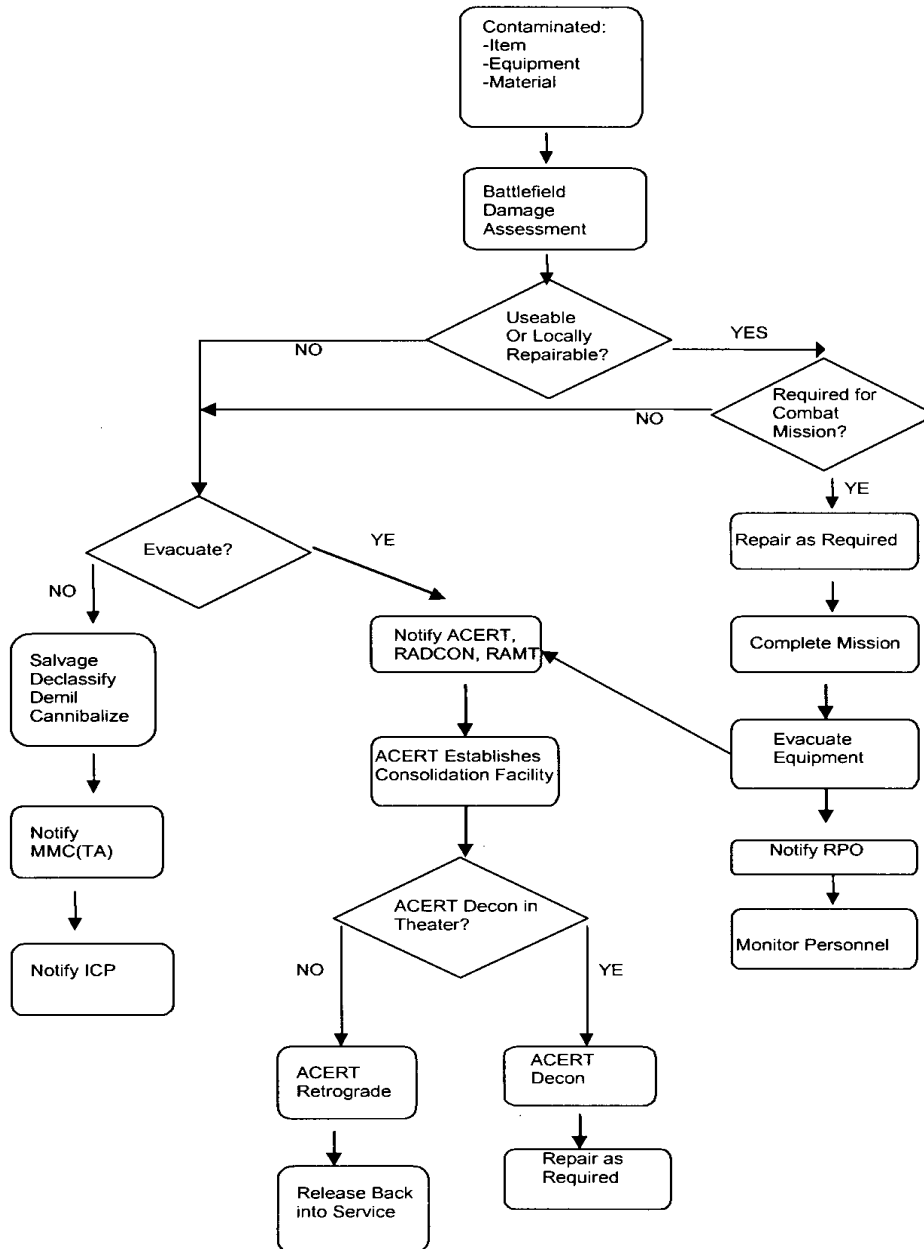 Contaminated:
-Item
-Equipment
-Material
Battlefield
Damage
Assessment
Useable
Or Locally
Repairable?
NO
YES
Required for
Combat
Mission?
NO
YE
Repair as Required
Evacuate?
YE
NO
Notify ACERT,
RADCON, RAMT
Complete Mission
Salvage
Declassify
Demil
Cannibalize
ACERT Establishes
Consolidation Facility
Evacuate
Equipment
Notify
MMC(TA)
Notify RPO
ACERT Decon in
Theater?
Monitor Personnel
Notify ICP
NO
YE
ACERT
Retrograde
ACERT
Decon
Release Back
into Service
Repair as
Required